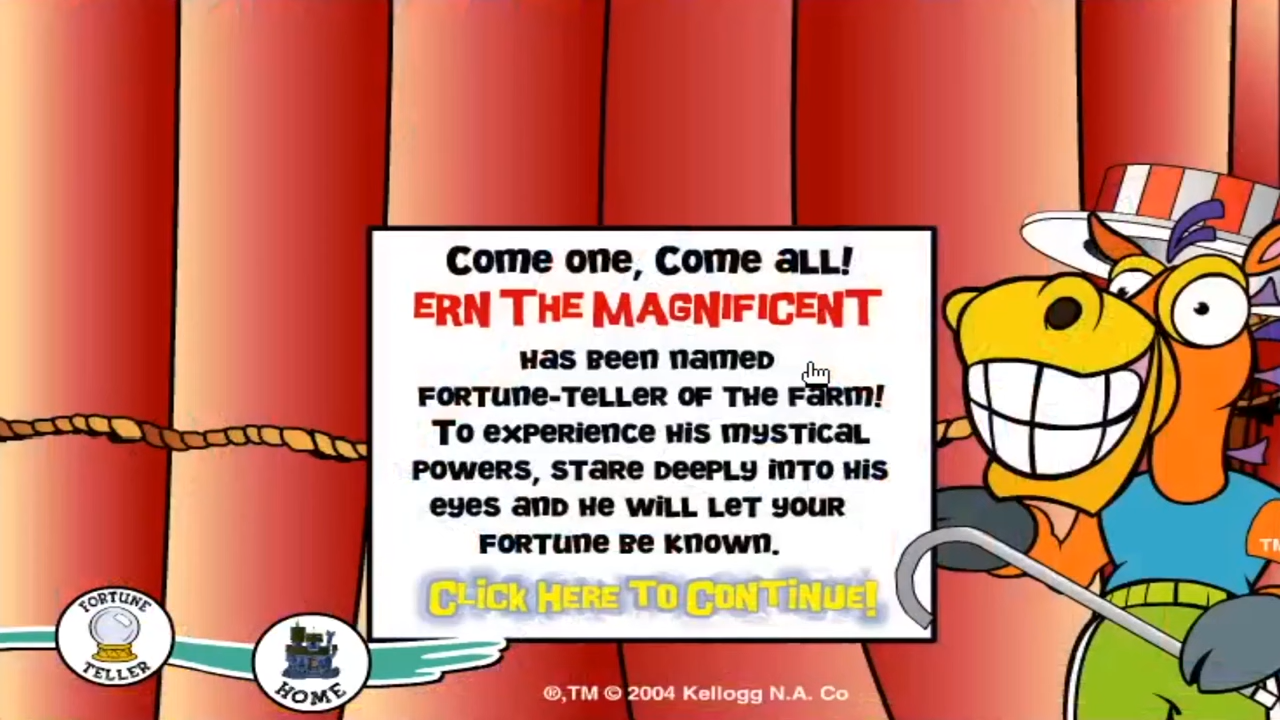 Come one, Come all!
ERN THE MAGNIFICENT
has been named
FORTUNE-TELLER OF THE FARM!
To experience his mystical
powers, stare deeply into his
eyes and he will let your
FORTUNE BE KNOWN.
CLICK HERE TO CONTINUE!
TM
FORTUNE
TELLER
HOME
®,TM © 2004 Kellogg N.A. Co